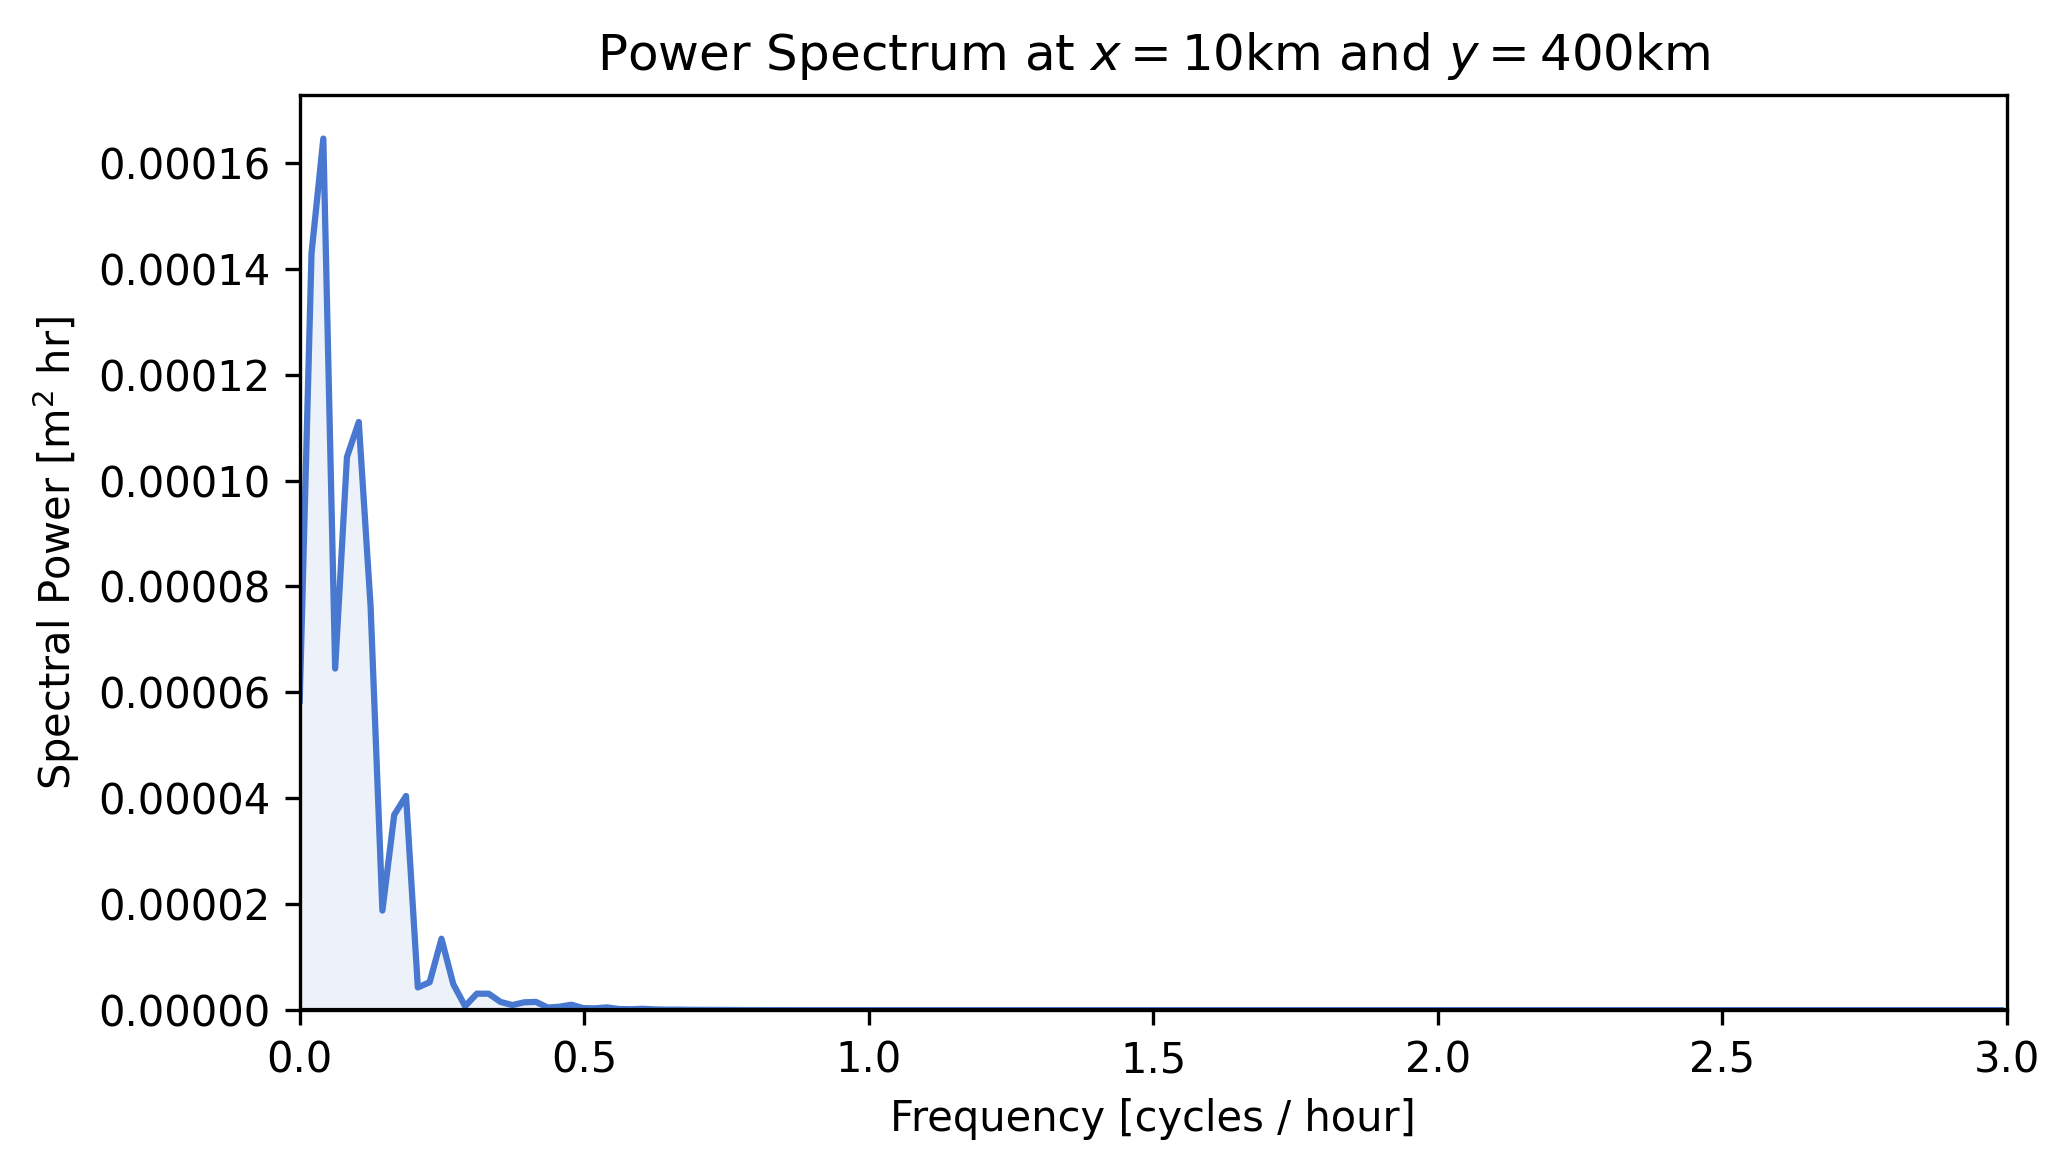 Power Spectrum at x = 10km and y = 400km
Spectral Power [m² hr]
0.00016
0.00014
0.00012
0.00010
0.00008
0.00006
0.00004
0.00002
0.00000
0.0 0.5 1.0 1.5 2.0 2.5 3.0
Frequency [cycles / hour]